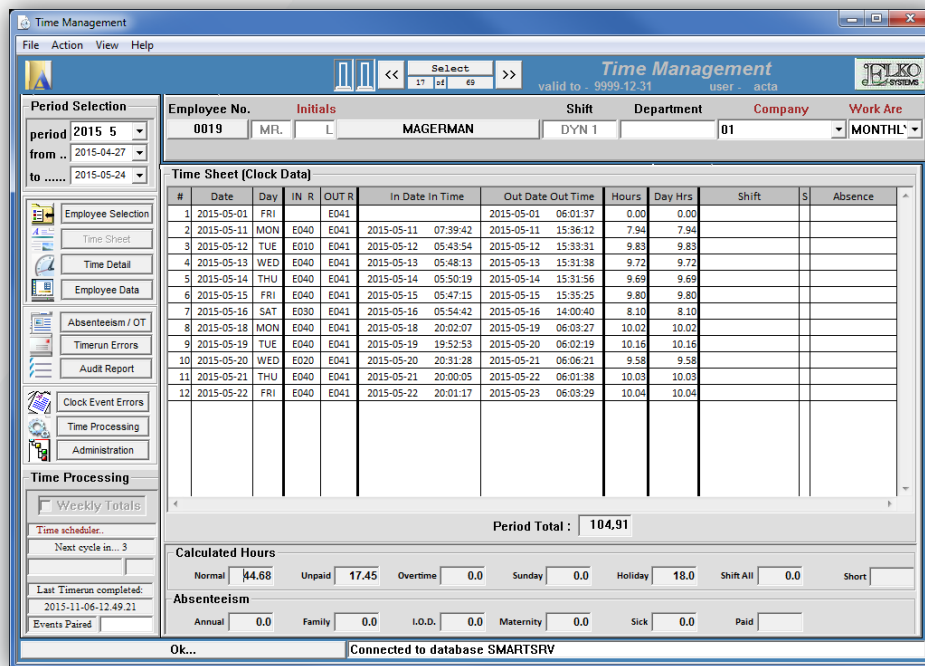 Time Management
File Action View Help
<< Select >>
17 of 69
Time Management
valid to - 9999-12-31 user - acta
ELKO
SYSTEMS
Period Selection
period 2015 5
from .. 2015-04-27
to ...... 2015-05-24
Employee No. Initials Shift Department Company Work Are
0019 MR. L MAGERMAN DYN 1 01 MONTHL
Employee Selection
Time Sheet
Time Detail
Employee Data
Absenteeism / OT
Timerun Errors
Audit Report
Clock Event Errors
Time Processing
Administration
Time Processing
Weekly Totals
Time scheduler..
Next cycle in... 3
Last Timerun completed:
2015-11-06-12.49.21
Events Paired
Time Sheet (Clock Data)
# Date Day IN R OUT R In Date In Time Out Date Out Time Hours Day Hrs Shift S Absence
1 2015-05-01 FRI E041 2015-05-01 06:01:37 0.00 0.00
2 2015-05-11 MON E040 E041 2015-05-11 07:39:42 2015-05-11 15:36:12 7.94 7.94
3 2015-05-12 TUE E010 E041 2015-05-12 05:43:54 2015-05-12 15:33:31 9.83 9.83
4 2015-05-13 WED E040 E041 2015-05-13 05:48:13 2015-05-13 15:31:38 9.72 9.72
5 2015-05-14 THU E040 E041 2015-05-14 05:50:19 2015-05-14 15:31:56 9.69 9.69
6 2015-05-15 FRI E040 E041 2015-05-15 05:47:15 2015-05-15 15:35:25 9.80 9.80
7 2015-05-16 SAT E030 E041 2015-05-16 05:54:42 2015-05-16 14:00:40 8.10 8.10
8 2015-05-18 MON E040 E041 2015-05-18 20:02:07 2015-05-19 06:03:27 10.02 10.02
9 2015-05-19 TUE E040 E041 2015-05-19 19:52:53 2015-05-20 06:02:19 10.16 10.16
10 2015-05-20 WED E020 E041 2015-05-20 20:31:28 2015-05-21 06:06:21 9.58 9.58
11 2015-05-21 THU E040 E041 2015-05-21 20:00:05 2015-05-22 06:01:38 10.03 10.03
12 2015-05-22 FRI E040 E041 2015-05-22 20:01:17 2015-05-23 06:03:29 10.04 10.04
Period Total : 104,91
Calculated Hours
Normal 44.68 Unpaid 17.45 Overtime 0.0 Sunday 0.0 Holiday 18.0 Shift All 0.0 Short
Absenteeism
Annual 0.0 Family 0.0 I.O.D. 0.0 Maternity 0.0 Sick 0.0 Paid
Ok... Connected to database SMARTSRV